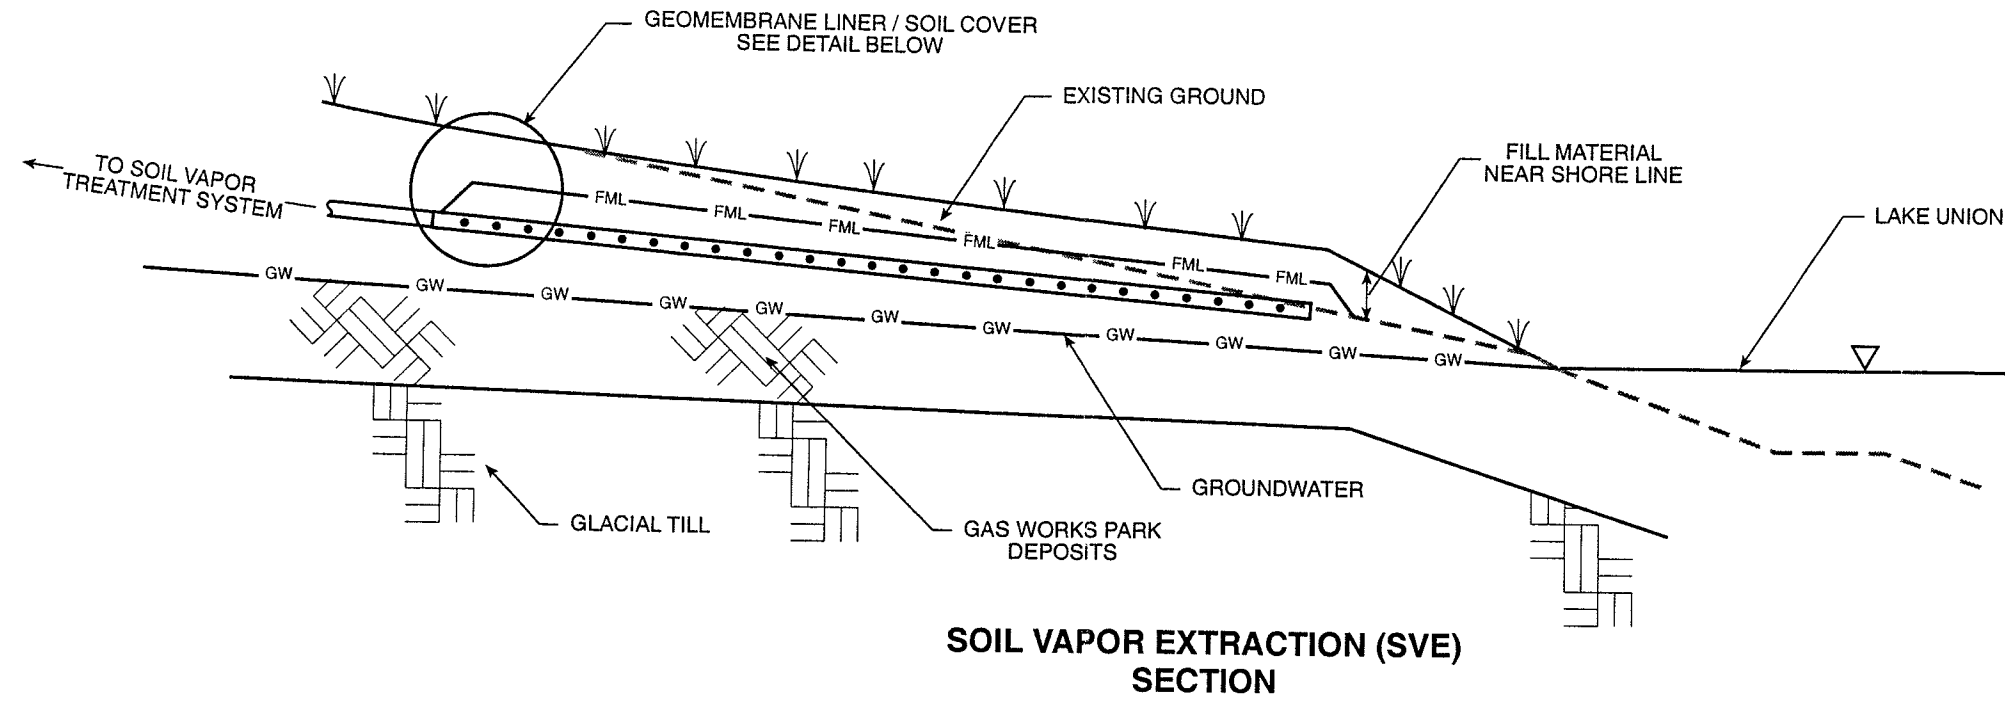 GEOMEMBRANE LINER / SOIL COVER
SEE DETAIL BELOW
EXISTING GROUND
FILL MATERIAL
NEAR SHORE LINE
TO SOIL VAPOR
TREATMENT SYSTEM
LAKE UNION
FML
FML
FML
FML
FML
FML
GW
GW
GW
GW
GW
GW
GW
GW
GW
GW
GW
GROUNDWATER
GLACIAL TILL
GAS WORKS PARK
DEPOSITS
SOIL VAPOR EXTRACTION (SVE)
SECTION